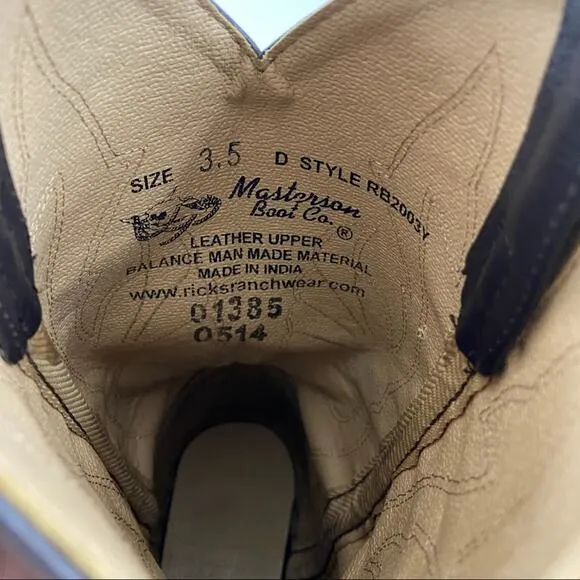 SIZE 3.5 D STYLE RB2003Y
Masterson
Boot Co.®
LEATHER UPPER
BALANCE MAN MADE MATERIAL
MADE IN INDIA
www.ricksranchwear.com
01385
0514